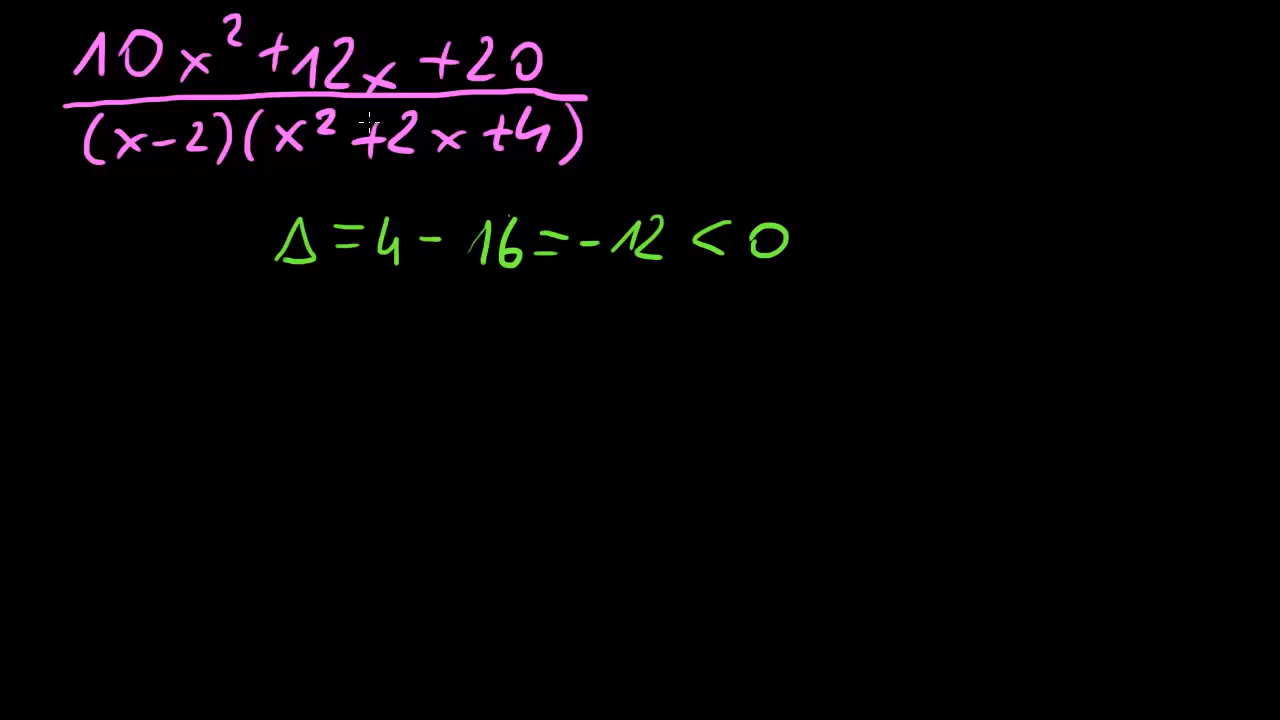 10x² + 12x + 20
(x - 2)(x² + 2x + 4)
Δ = 4 - 16 = -12 < 0